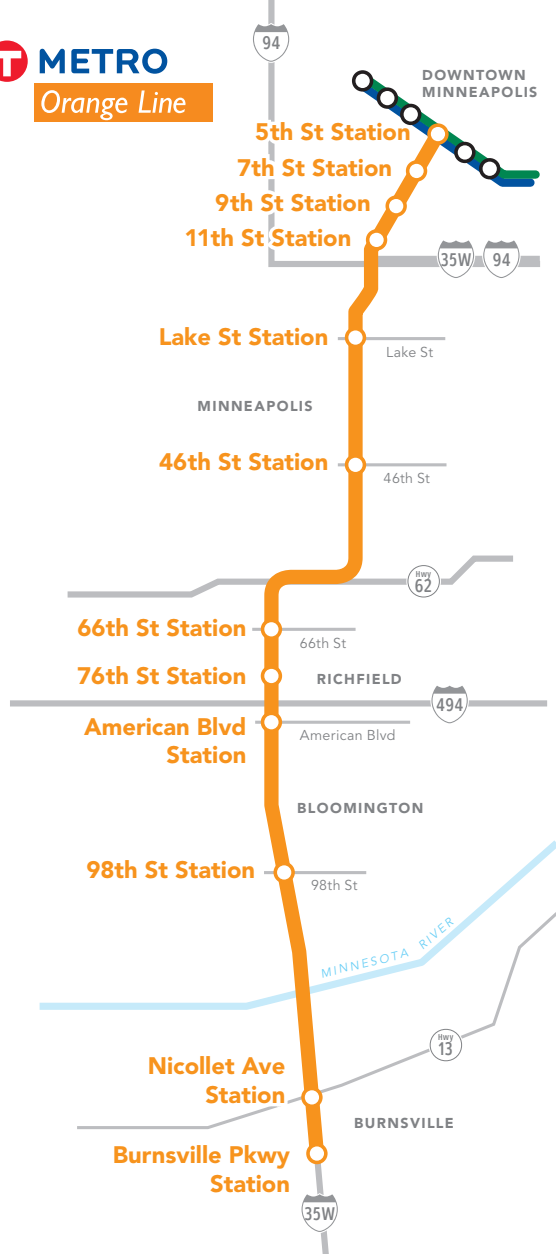 T METRO
Orange Line
94
DOWNTOWN
MINNEAPOLIS
5th St Station
7th St Station
9th St Station
11th St Station
35W 94
Lake St Station
Lake St
MINNEAPOLIS
46th St Station
46th St
Hwy
62
66th St Station
66th St
76th St Station
RICHFIELD
494
American Blvd
Station
American Blvd
BLOOMINGTON
98th St Station
98th St
MINNESOTA RIVER
Hwy
13
Nicollet Ave
Station
BURNSVILLE
Burnsville Pkwy
Station
35W